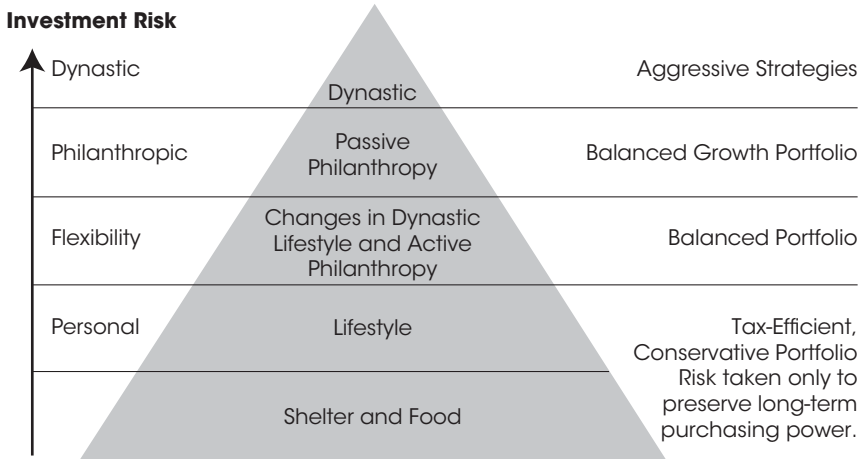 Investment Risk
Dynastic
Dynastic
Aggressive Strategies
Philanthropic
Passive
Philanthropy
Balanced Growth Portfolio
Flexibility
Changes in Dynastic
Lifestyle and Active
Philanthropy
Balanced Portfolio
Personal
Lifestyle
Tax-Efficient,
Conservative Portfolio
Risk taken only to
preserve long-term
purchasing power.
Shelter and Food